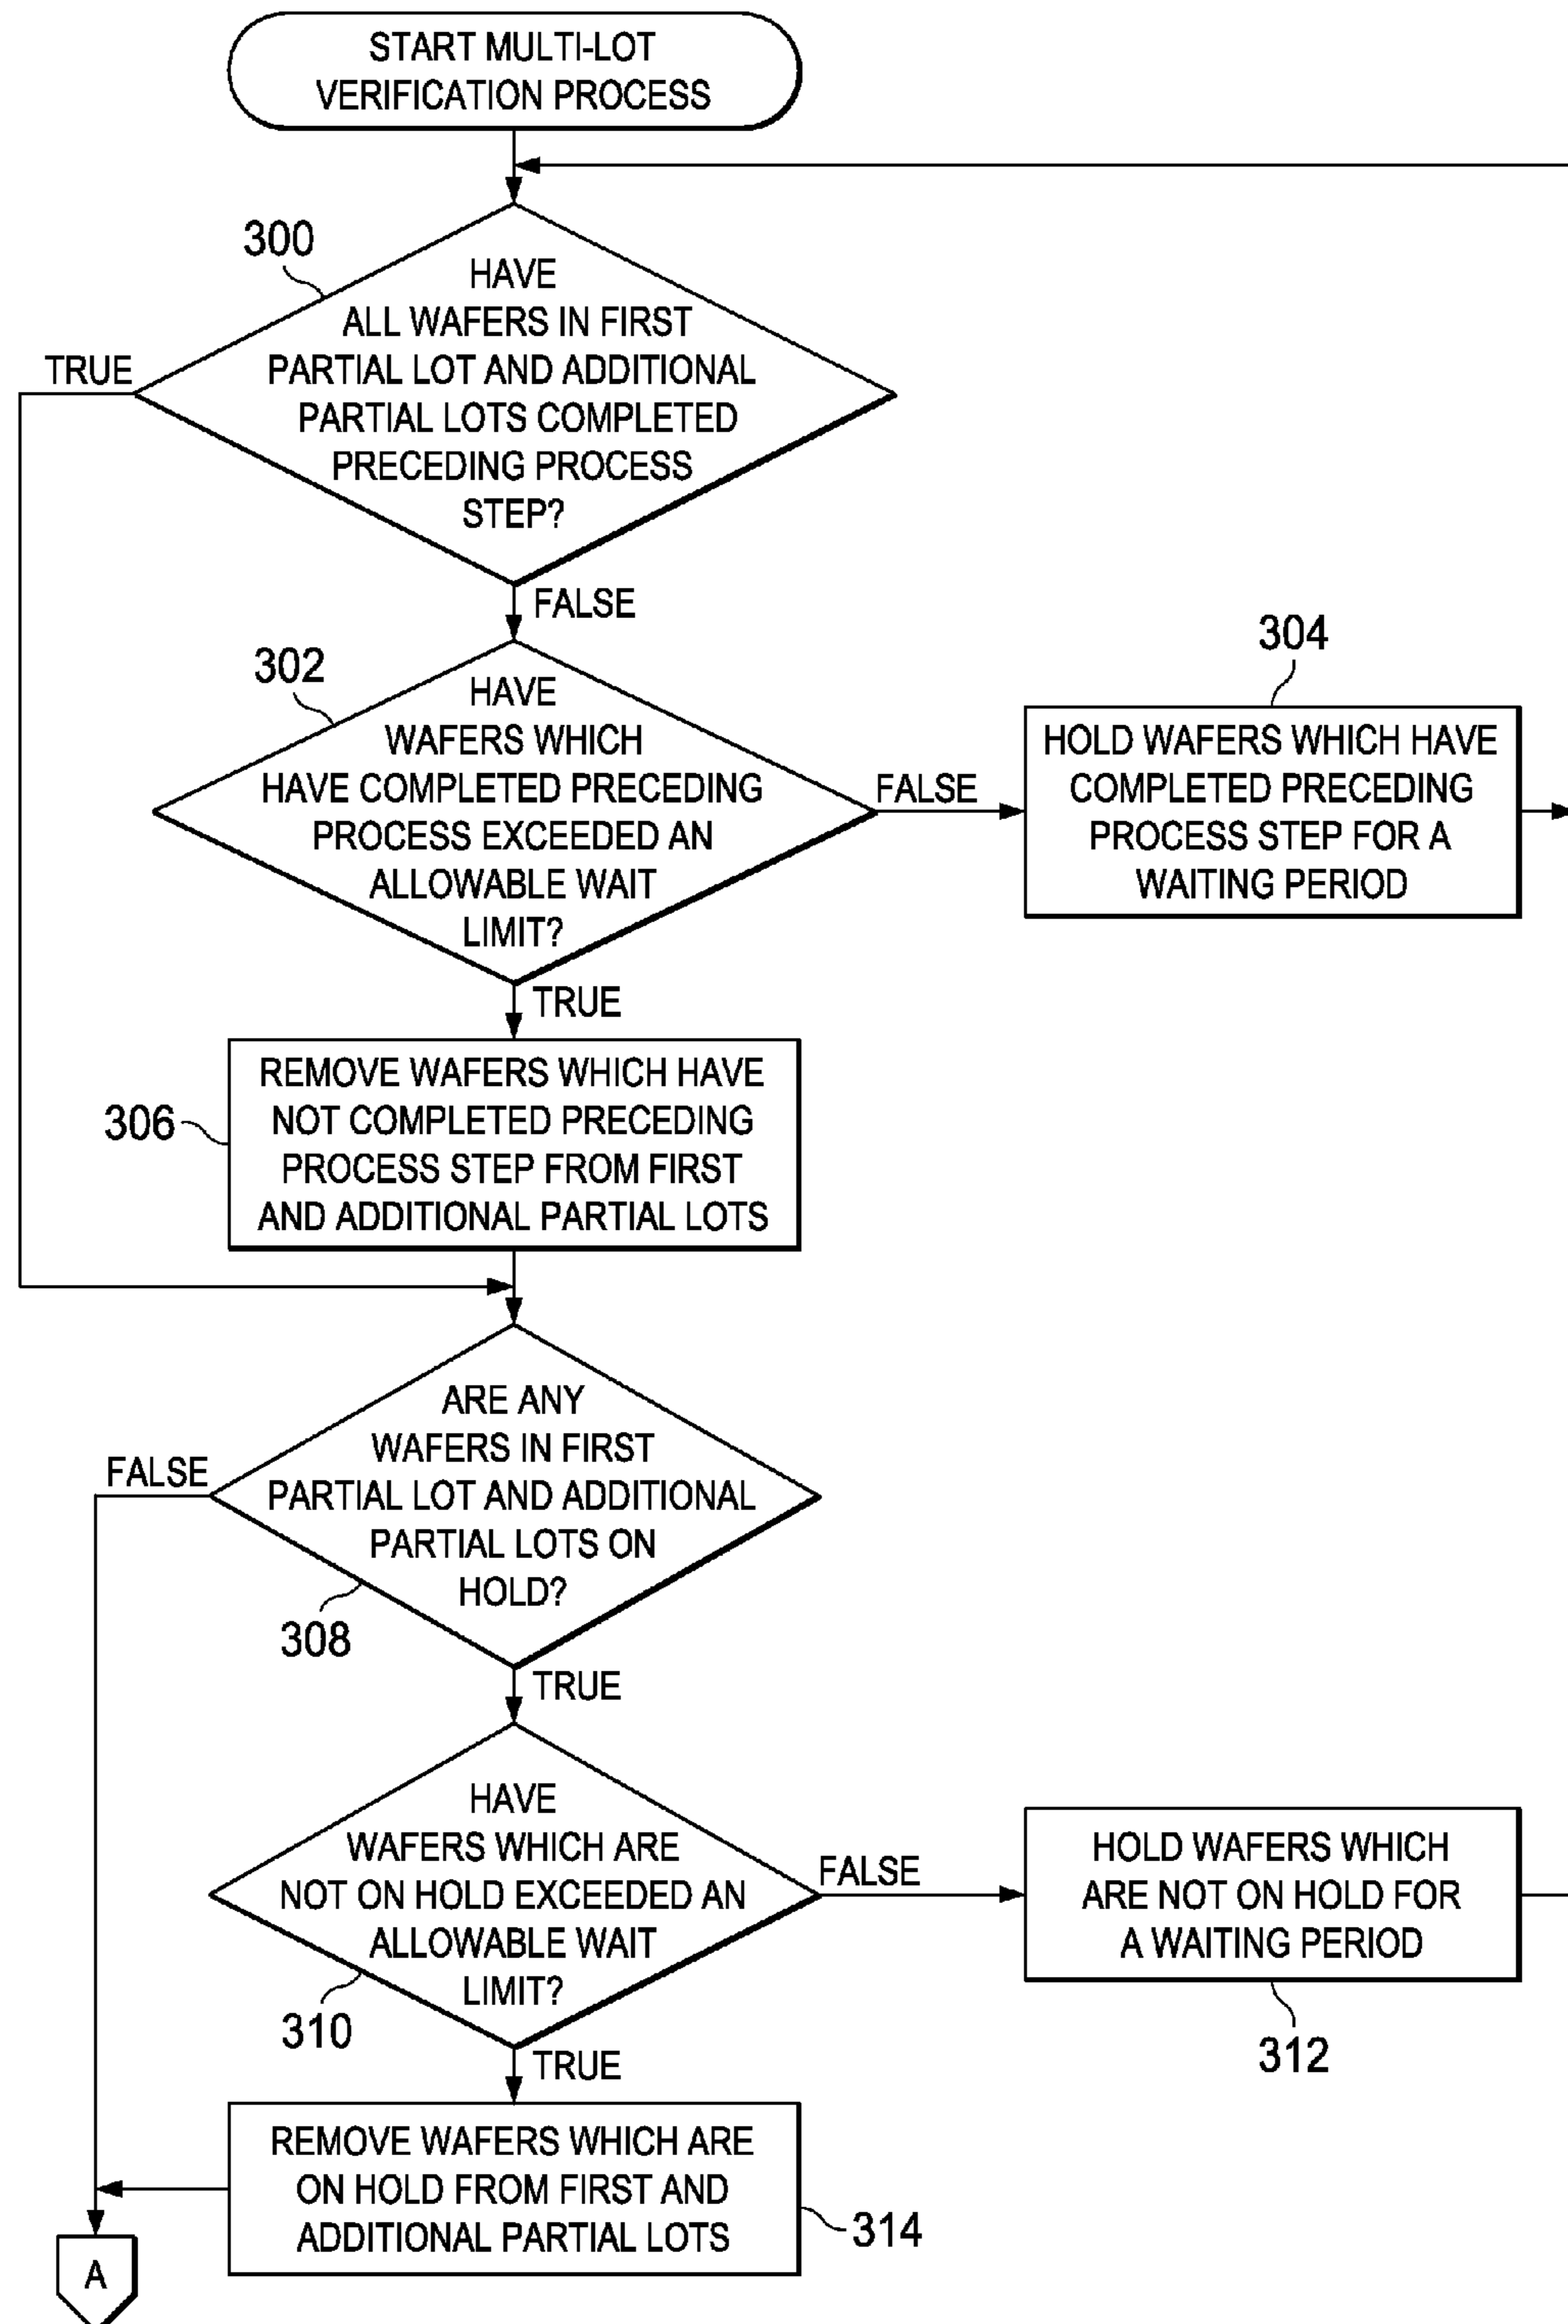 START MULTI-LOT
VERIFICATION PROCESS
300
HAVE
ALL WAFERS IN FIRST
PARTIAL LOT AND ADDITIONAL
PARTIAL LOTS COMPLETED
PRECEDING PROCESS
STEP?
TRUE
FALSE
302
HAVE
WAFERS WHICH
HAVE COMPLETED PRECEDING
PROCESS EXCEEDED AN
ALLOWABLE WAIT
LIMIT?
FALSE
304
HOLD WAFERS WHICH HAVE
COMPLETED PRECEDING
PROCESS STEP FOR A
WAITING PERIOD
TRUE
306
REMOVE WAFERS WHICH HAVE
NOT COMPLETED PRECEDING
PROCESS STEP FROM FIRST
AND ADDITIONAL PARTIAL LOTS
ARE ANY
WAFERS IN FIRST
PARTIAL LOT AND ADDITIONAL
PARTIAL LOTS ON
HOLD?
FALSE
308
TRUE
HAVE
WAFERS WHICH ARE
NOT ON HOLD EXCEEDED AN
ALLOWABLE WAIT
LIMIT?
310
FALSE
HOLD WAFERS WHICH
ARE NOT ON HOLD FOR
A WAITING PERIOD
312
TRUE
REMOVE WAFERS WHICH ARE
ON HOLD FROM FIRST AND
ADDITIONAL PARTIAL LOTS
314
A